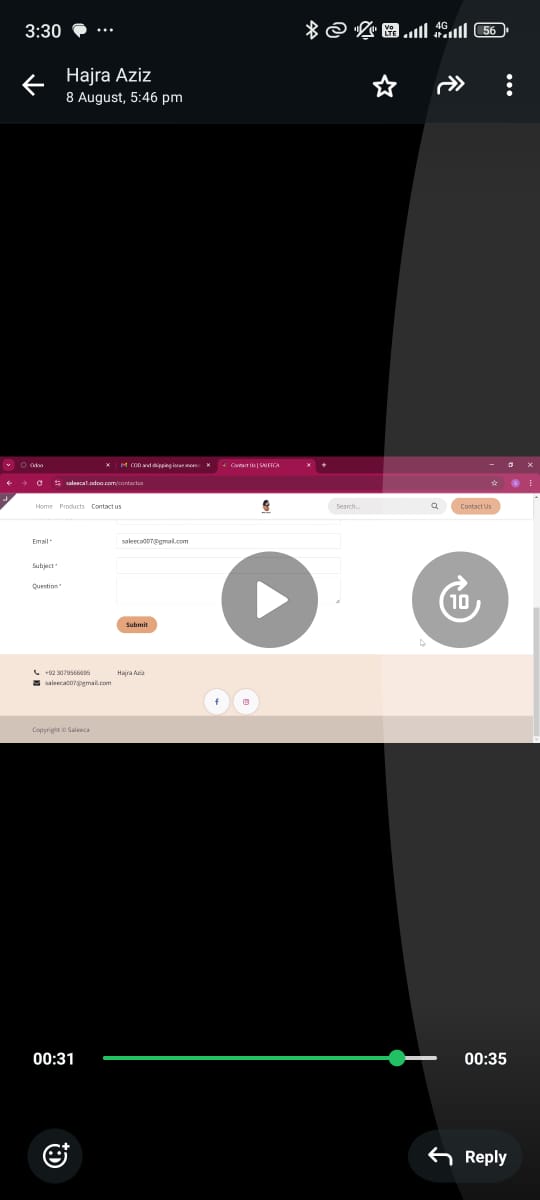 3:30 4G 56
Hajra Aziz
8 August, 5:46 pm
Odoo COD and shipping issue more Contact Us | SALEECA
saleeca1.odoo.com/contactus
Home Products Contact us Search... Contact Us
Email * saleeca007@gmail.com
Subject *
Question *
10
Submit
+92 3079566695 Hajra Aziz
saleeca007@gmail.com
Copyright © Saleeca
00:31 00:35
Reply